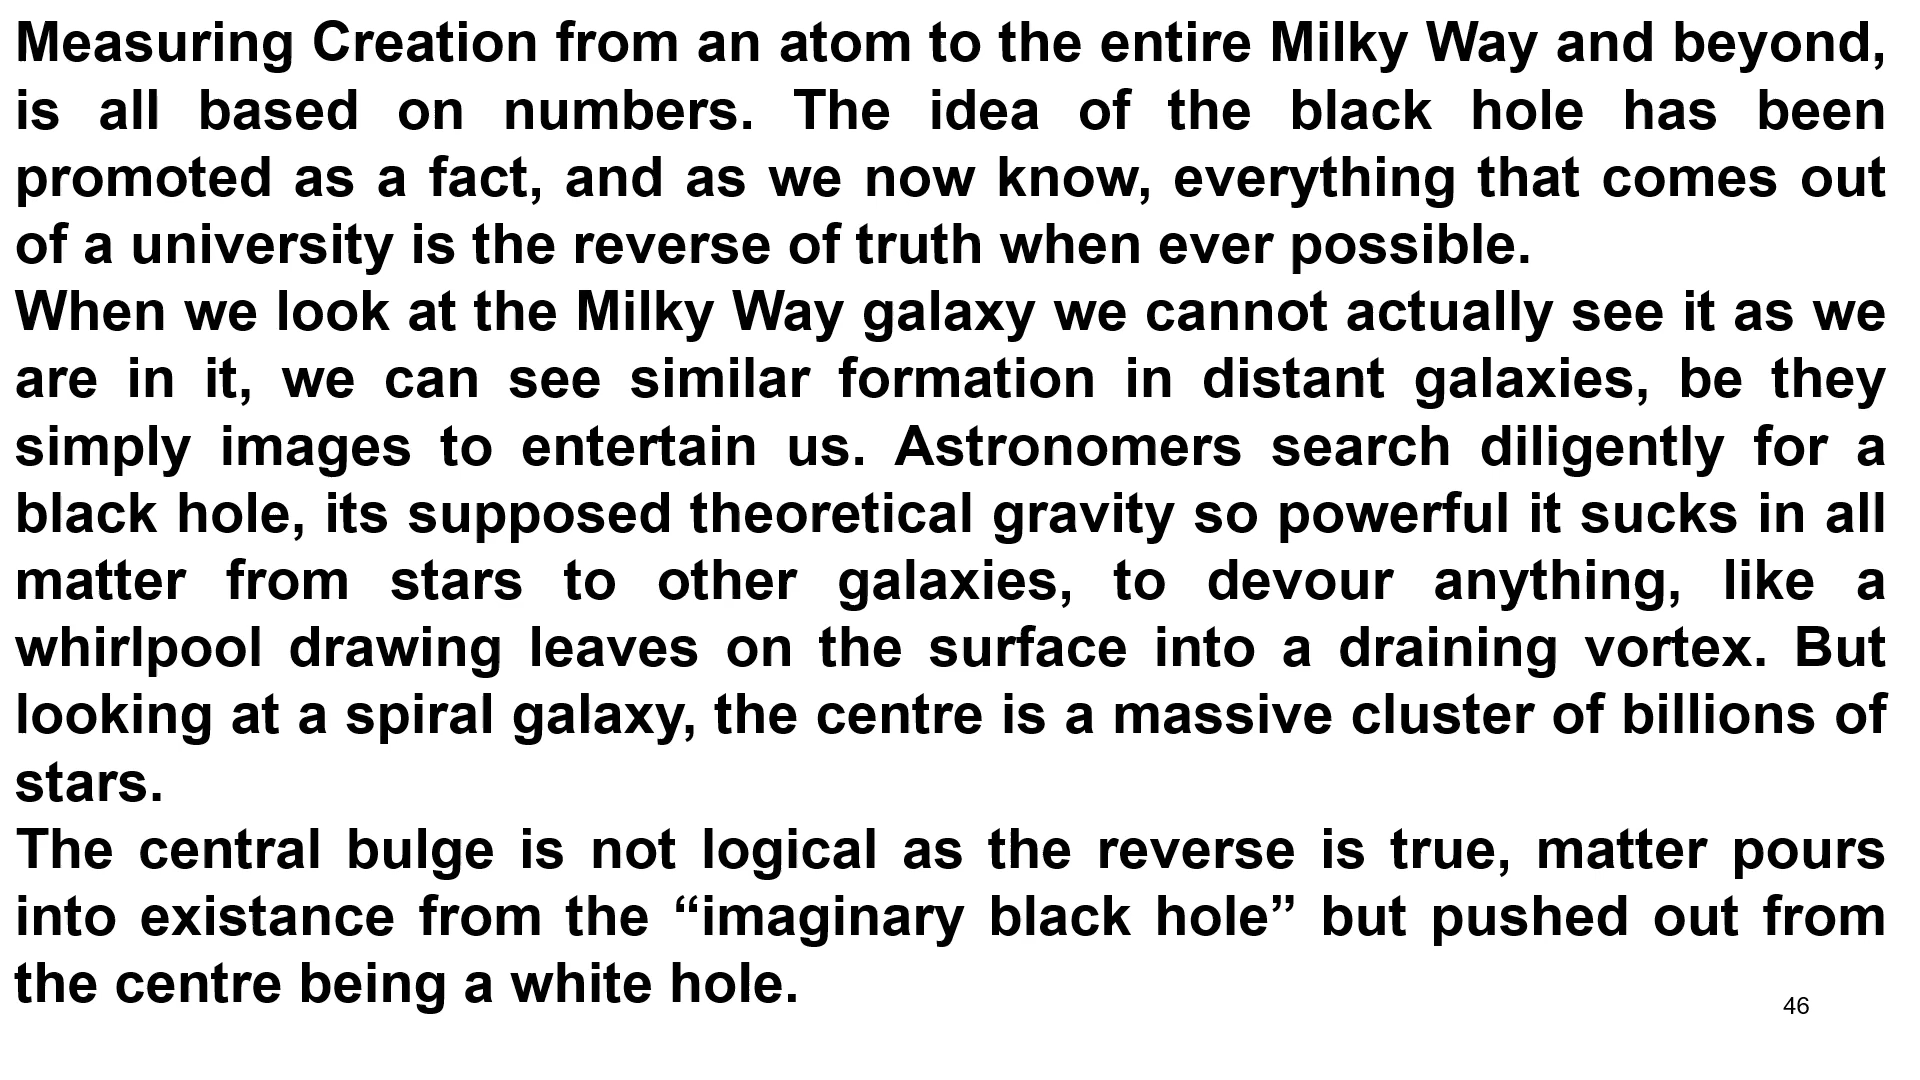 Measuring Creation from an atom to the entire Milky Way and beyond,
is all based on numbers. The idea of the black hole has been
promoted as a fact, and as we now know, everything that comes out
of a university is the reverse of truth when ever possible.
When we look at the Milky Way galaxy we cannot actually see it as we
are in it, we can see similar formation in distant galaxies, be they
simply images to entertain us. Astronomers search diligently for a
black hole, its supposed theoretical gravity so powerful it sucks in all
matter from stars to other galaxies, to devour anything, like a
whirlpool drawing leaves on the surface into a draining vortex. But
looking at a spiral galaxy, the centre is a massive cluster of billions of
stars.
The central bulge is not logical as the reverse is true, matter pours
into existance from the “imaginary black hole” but pushed out from
the centre being a white hole.
46